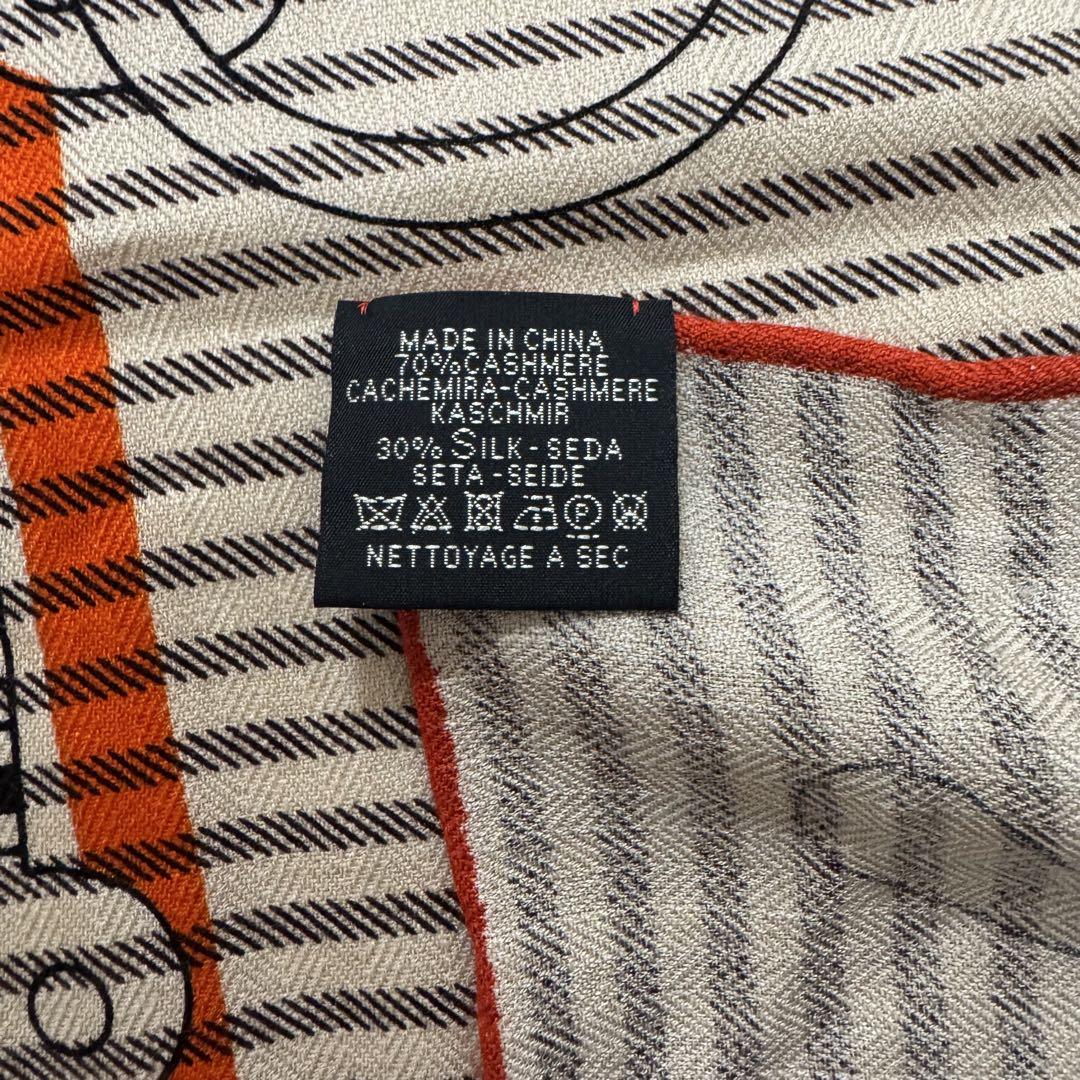 MADE IN CHINA
70%CASHMERE
CACHEMIRA-CASHMERE
KASCHMIR
30% SILK-SEDA
SETA-SEIDE
P W
NETTOYAGE A SEC